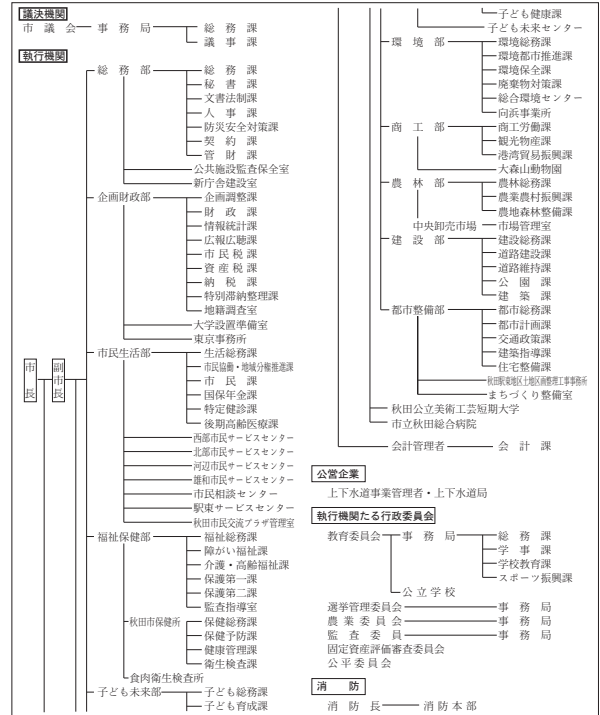 議決機関
市議会 事務局 総務課
議事課
執行機関
市長
副市長
総務部 総務課
秘書課
文書法制課
人事課
防災安全対策課
契約課
管財課
公共施設監査保全室
新庁舎建設室
企画財政部 企画調整課
財政課
情報統計課
広報広聴課
市民税課
資産税課
納税課
特別滞納整理課
地籍調査室
大学設置準備室
東京事務所
市民生活部 生活総務課
市民協働・地域分権推進課
市民課
国保年金課
特定健診課
後期高齢医療課
西部市民サービスセンター
北部市民サービスセンター
河辺市民サービスセンター
雄和市民サービスセンター
市民相談センター
駅東サービスセンター
秋田市民交流プラザ管理室
福祉保健部 福祉総務課
障がい福祉課
介護・高齢福祉課
保護第一課
保護第二課
監査指導室
秋田市保健所 保健総務課
保健予防課
健康管理課
衛生検査課
食肉衛生検査所
子ども未来部 子ども総務課
子ども育成課
子ども健康課
子ども未来センター
環境部 環境総務課
環境都市推進課
環境保全課
廃棄物対策課
総合環境センター
向浜事業所
商工部 商工労働課
観光物産課
港湾貿易振興課
大森山動物園
農林部 農林総務課
農業農村振興課
農地森林整備課
中央卸売市場 市場管理室
建設部 建設総務課
道路建設課
道路維持課
公園課
建築課
都市整備部 都市総務課
都市計画課
交通政策課
建築指導課
住宅整備課
秋田駅東地区土地区画整理工事事務所
まちづくり整備室
秋田公立美術工芸短期大学
市立秋田総合病院
会計管理者 会計課
公営企業
上下水道事業管理者・上下水道局
執行機関たる行政委員会
教育委員会 事務局 総務課
学事課
学校教育課
スポーツ振興課
公立学校
選挙管理委員会 事務局
農業委員会 事務局
監査委員 事務局
固定資産評価審査委員会
公平委員会
消防
消防長 消防本部